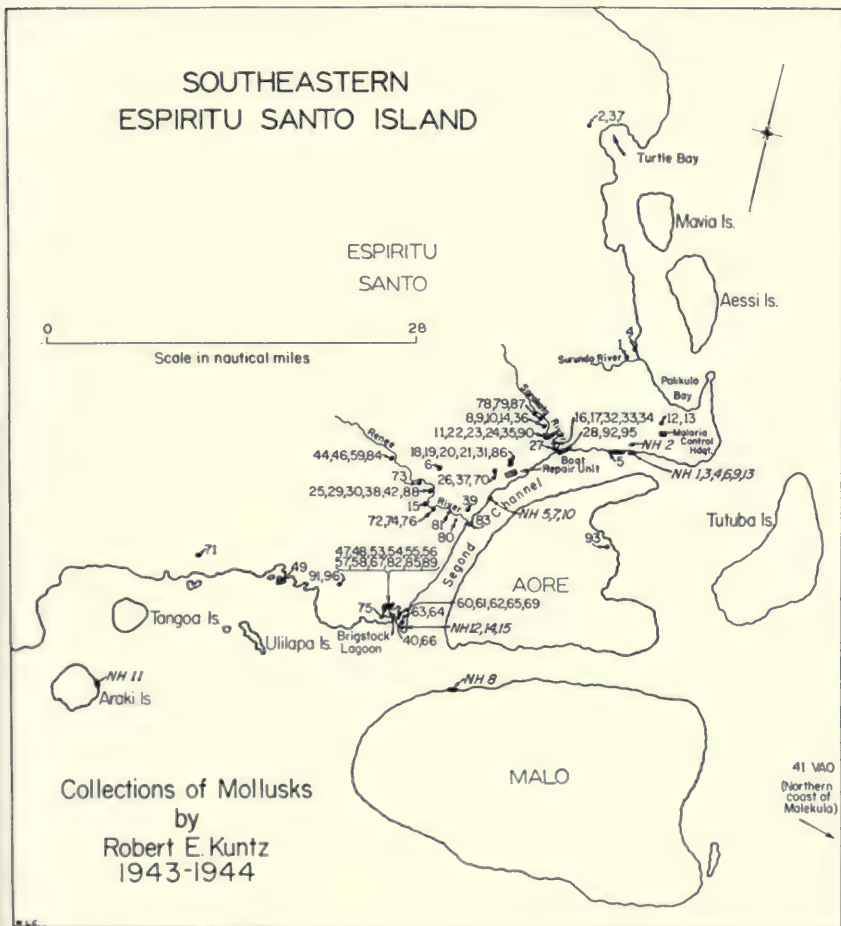 SOUTHEASTERN
ESPIRITU SANTO ISLAND
2,37
Turtle Bay
Mavia Is.
ESPIRITU
SANTO
Aessi Is.
0
28
Scale in nautical miles
4
1
Surundo River
Palikulo
Bay
78,79,87
8,9,10,14,36
11,22,23,24,35,90
27
River
16,17,32,33,34
28,92,95
12,13
Malaria
Control
Hdqt.
NH 2
5
NH 1,3,4,6,9,13
Boat
Repair Unit
Renee
River
44,46,59,84
18,19,20,21,31,86
6
26,37,70
73
25,29,30,38,42,88
15
39
72,74,76
81
80
83
NH 5,7,10
Segond Channel
93
Tutuba Is.
AORE
47,48,53,54,55,56
57,58,67,82,85,89
71
49
91,96
75
63,64
60,61,62,65,69
NH 12,14,15
40,66
Brigstock
Lagoon
Tangoa Is.
Ulilapa Is.
NH 11
Araki Is
NH 8
MALO
41 VAO
(Northern
coast of
Malekula)
Collections of Mollusks
by
Robert E. Kuntz
1943-1944